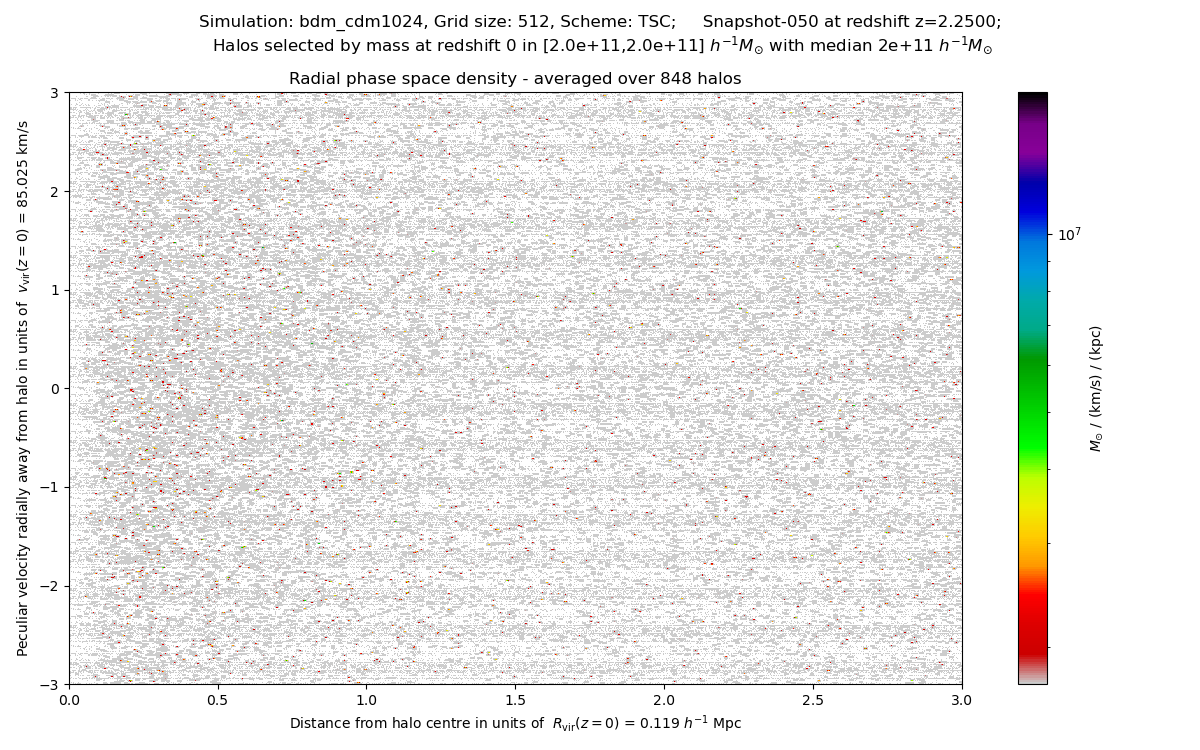 Simulation: bdm_cdm1024, Grid size: 512, Scheme: TSC; Snapshot-050 at redshift z=2.2500;
Halos selected by mass at redshift 0 in [2.0e+11,2.0e+11] h⁻¹M⊙ with median 2e+11 h⁻¹M⊙
Radial phase space density - averaged over 848 halos
Peculiar velocity radially away from halo in units of v_vir(z = 0) = 85.025 km/s
3
2
1
0
−1
−2
−3
0.0 0.5 1.0 1.5 2.0 2.5 3.0
Distance from halo centre in units of R_vir(z = 0) = 0.119 h⁻¹ Mpc
10⁷
M⊙ / (km/s) / (kpc)